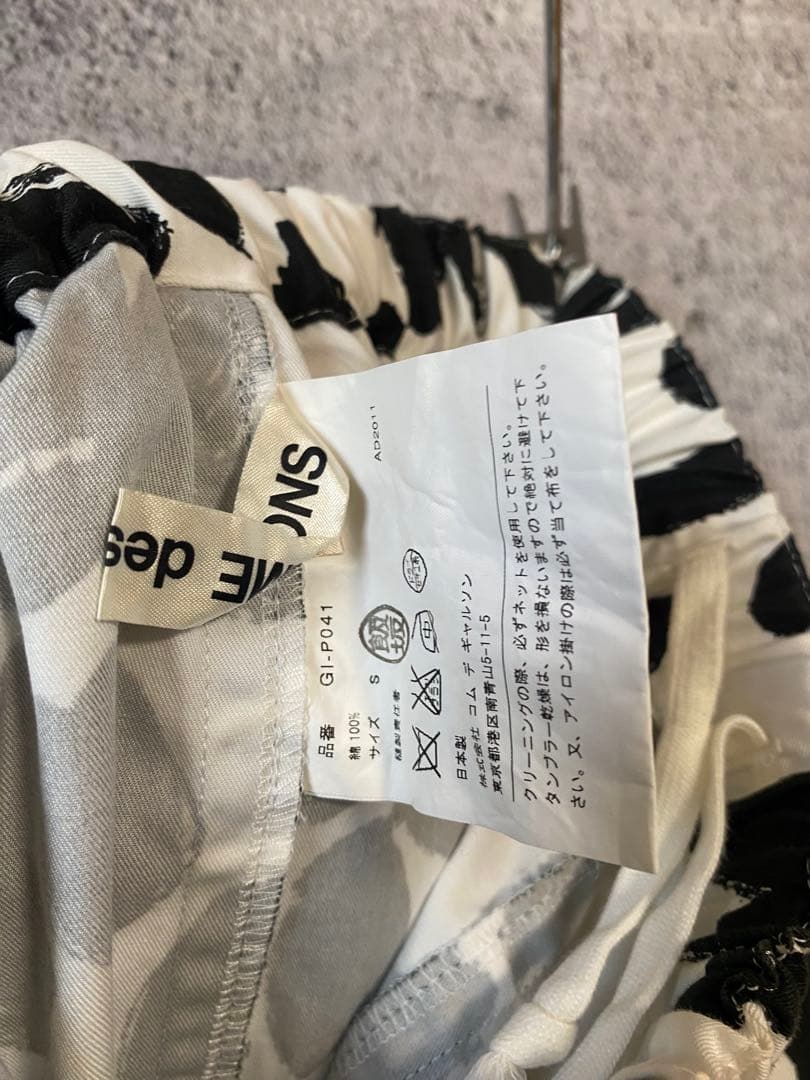 SNO
ME des
AD2011
品番 GI-P041
綿 100%
サイズ S
縫製責任者
飯垣
中
日本製
株式会社 コム デ ギャルソン
東京都港区南青山5-11-5
クリーニングの際、必ずネットを使用して下さい。
タンブラー乾燥は、形を損ないますので絶対に避けて下
さい。又、アイロン掛けの際は必ず当て布をして下さい。